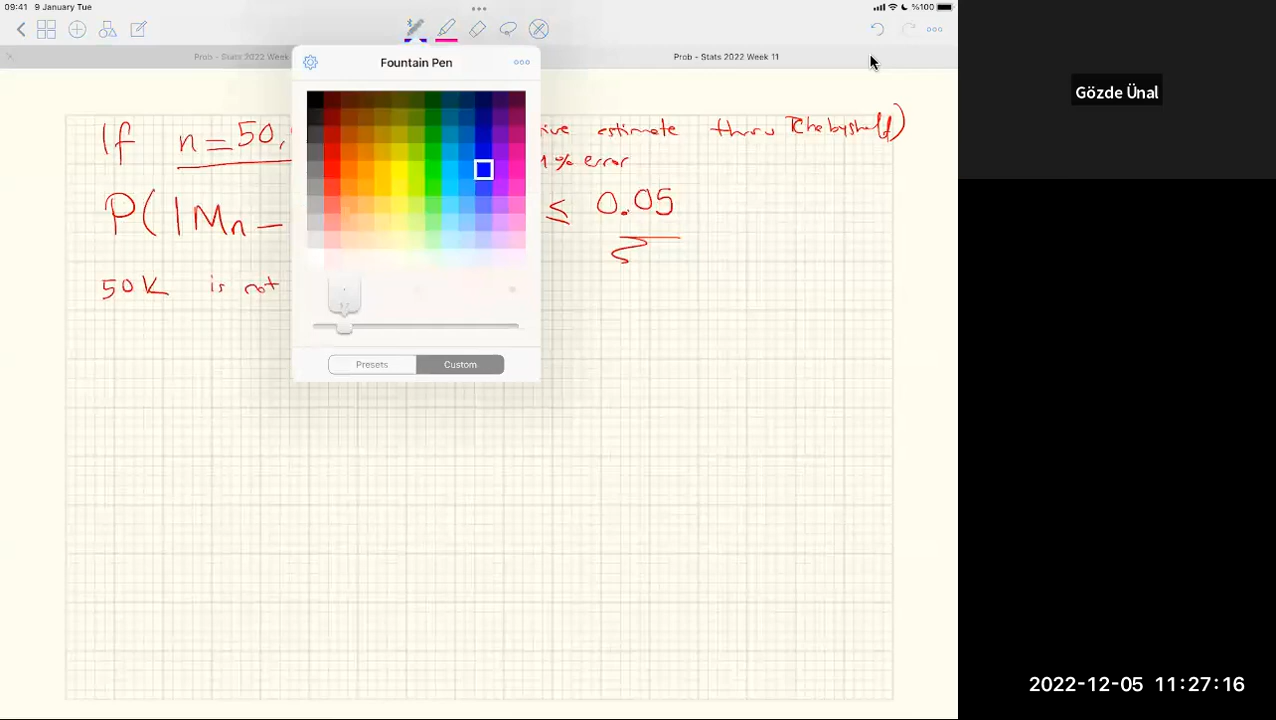 09:41 9 January Tue %100
Prob - Stats 2022 Week
Prob - Stats 2022 Week 11
Gözde Ünal
Fountain Pen
If n=50, ive estimate thru Tchebyshef)
1% error
P(|Mn − ≤ 0.05
50K is not
Presets Custom
2022-12-05 11:27:16